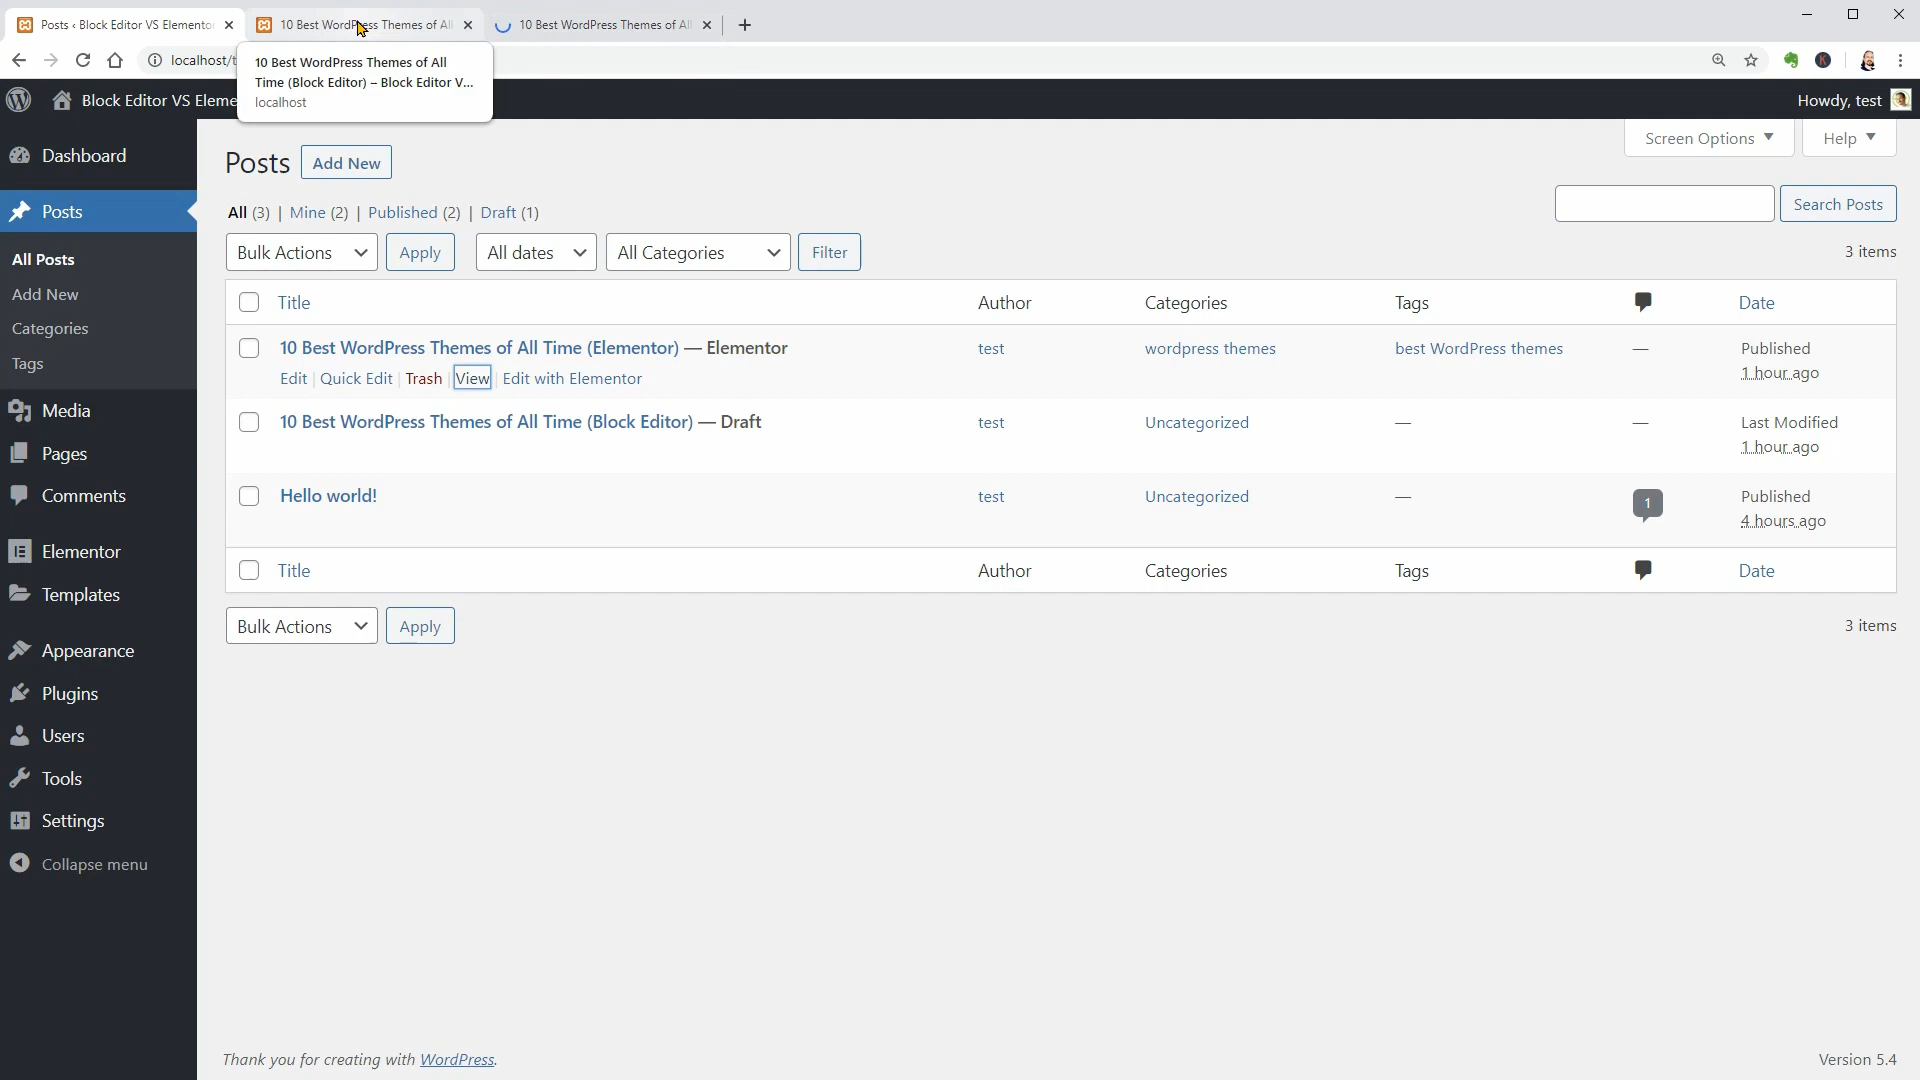 Posts ‹ Block Editor VS Elemento
10 Best WordPress Themes of All
10 Best WordPress Themes of Al
localhost/t
10 Best WordPress Themes of All
Time (Block Editor) – Block Editor V...
localhost
Block Editor VS Eleme
Howdy, test
Dashboard
Posts
All Posts
Add New
Categories
Tags
Media
Pages
Comments
Elementor
Templates
Appearance
Plugins
Users
Tools
Settings
Collapse menu
Screen Options
Help
Posts Add New
All (3) | Mine (2) | Published (2) | Draft (1)
Search Posts
Bulk Actions Apply All dates All Categories Filter 3 items
Title Author Categories Tags Date
10 Best WordPress Themes of All Time (Elementor) — Elementor test wordpress themes best WordPress themes — Published
Edit | Quick Edit | Trash | View | Edit with Elementor 1 hour ago
10 Best WordPress Themes of All Time (Block Editor) — Draft test Uncategorized — — Last Modified
1 hour ago
Hello world! test Uncategorized — 1 Published
4 hours ago
Title Author Categories Tags Date
Bulk Actions Apply 3 items
Thank you for creating with WordPress. Version 5.4